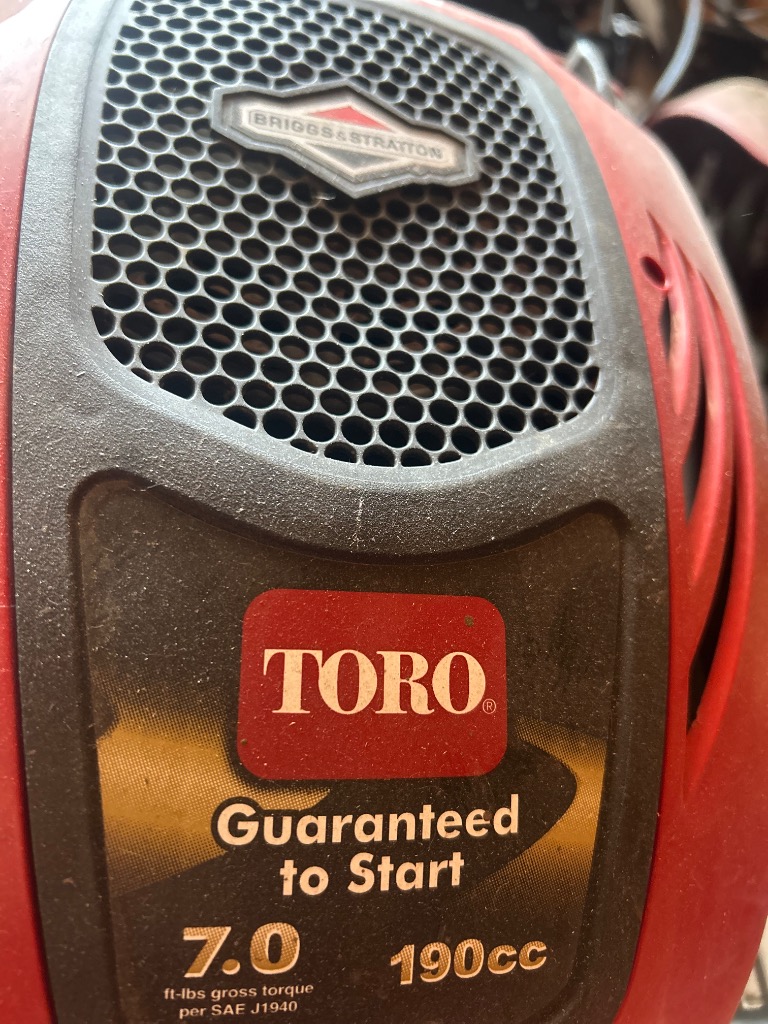 BRIGGS&STRATTON
TORO®
Guaranteed
to Start
7.0
ft-lbs gross torque
per SAE J1940
190cc